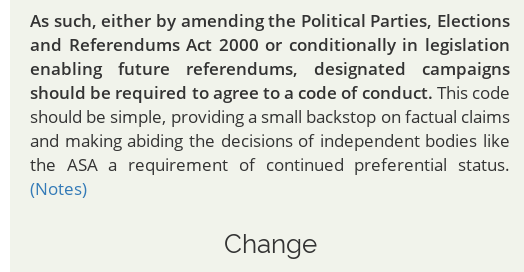 As such, either by amending the Political Parties, Elections
and Referendums Act 2000 or conditionally in legislation
enabling future referendums, designated campaigns
should be required to agree to a code of conduct. This code
should be simple, providing a small backstop on factual claims
and making abiding the decisions of independent bodies like
the ASA a requirement of continued preferential status.
(Notes)
Change